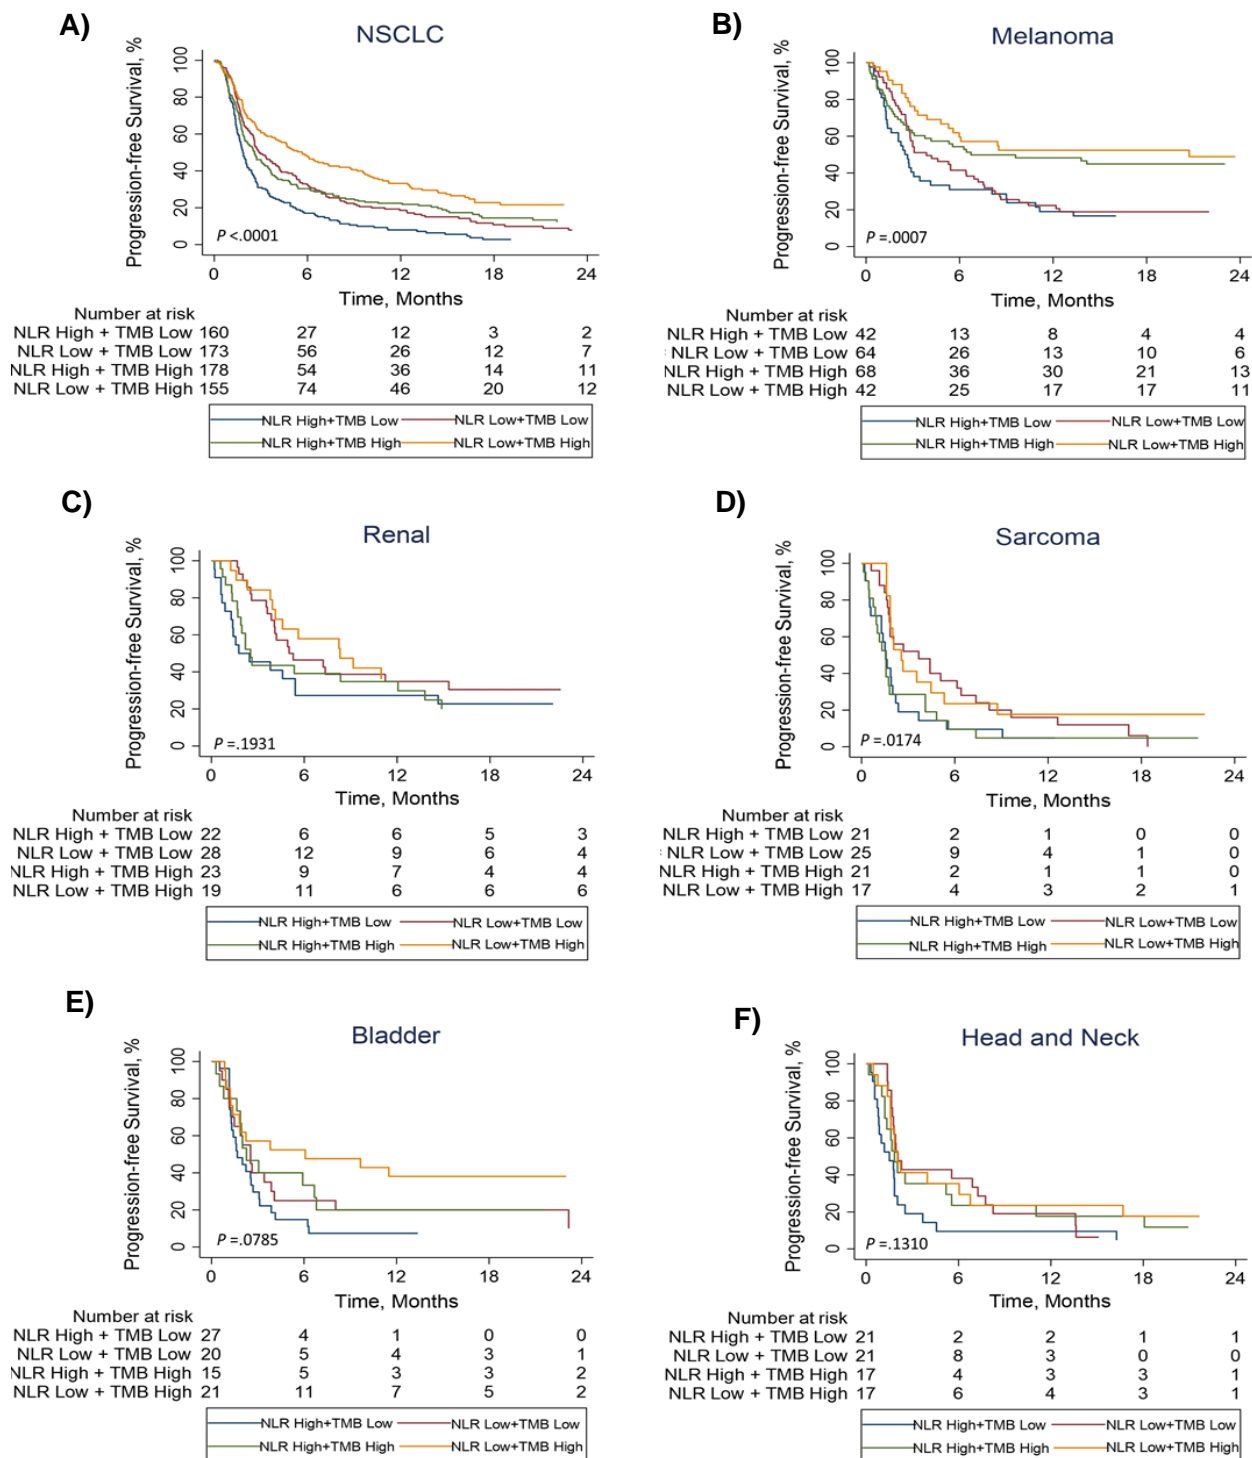 A)
NSCLC
Progression-free Survival, %
100
80
60
40
20
0
P <.0001
0 6 12 18 24
Time, Months
Number at risk
NLR High + TMB Low 160 27 12 3 2
NLR Low + TMB Low 173 56 26 12 7
NLR High + TMB High 178 54 36 14 11
NLR Low + TMB High 155 74 46 20 12
NLR High+TMB Low NLR Low+TMB Low
NLR High+TMB High NLR Low+TMB High
B)
Melanoma
Progression-free Survival, %
100
80
60
40
20
0
P =.0007
0 6 12 18 24
Time, Months
Number at risk
NLR High + TMB Low 42 13 8 4 4
NLR Low + TMB Low 64 26 13 10 6
NLR High + TMB High 68 36 30 21 13
NLR Low + TMB High 42 25 17 17 11
NLR High+TMB Low NLR Low+TMB Low
NLR High+TMB High NLR Low+TMB High
C)
Renal
Progression-free Survival, %
100
80
60
40
20
0
P =.1931
0 6 12 18 24
Time, Months
Number at risk
NLR High + TMB Low 22 6 6 5 3
NLR Low + TMB Low 28 12 9 6 4
NLR High + TMB High 23 9 7 4 4
NLR Low + TMB High 19 11 6 6 6
NLR High+TMB Low NLR Low+TMB Low
NLR High+TMB High NLR Low+TMB High
D)
Sarcoma
Progression-free Survival, %
100
80
60
40
20
0
P =.0174
0 6 12 18 24
Time, Months
Number at risk
NLR High + TMB Low 21 2 1 0 0
NLR Low + TMB Low 25 9 4 1 0
NLR High + TMB High 21 2 1 1 0
NLR Low + TMB High 17 4 3 2 1
NLR High+TMB Low NLR Low+TMB Low
NLR High+TMB High NLR Low+TMB High
E)
Bladder
Progression-free Survival, %
100
80
60
40
20
0
P =.0785
0 6 12 18 24
Time, Months
Number at risk
NLR High + TMB Low 27 4 1 0 0
NLR Low + TMB Low 20 5 4 3 1
NLR High + TMB High 15 5 3 3 2
NLR Low + TMB High 21 11 7 5 2
NLR High+TMB Low NLR Low+TMB Low
NLR High+TMB High NLR Low+TMB High
F)
Head and Neck
Progression-free Survival, %
100
80
60
40
20
0
P =.1310
0 6 12 18 24
Time, Months
Number at risk
NLR High + TMB Low 21 2 2 1 1
NLR Low + TMB Low 21 8 3 0 0
NLR High + TMB High 17 4 3 3 1
NLR Low + TMB High 17 6 4 3 1
NLR High+TMB Low NLR Low+TMB Low
NLR High+TMB High NLR Low+TMB High